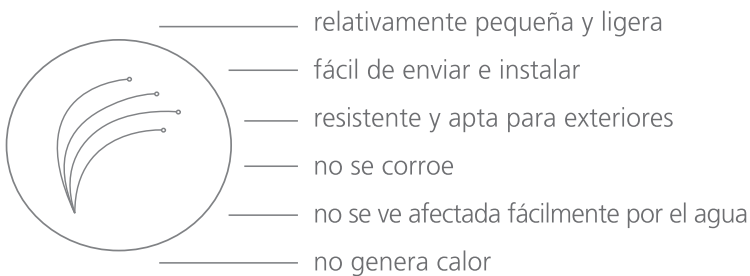 relativamente pequeña y ligera
fácil de enviar e instalar
resistente y apta para exteriores
no se corroe
no se ve afectada fácilmente por el agua
no genera calor